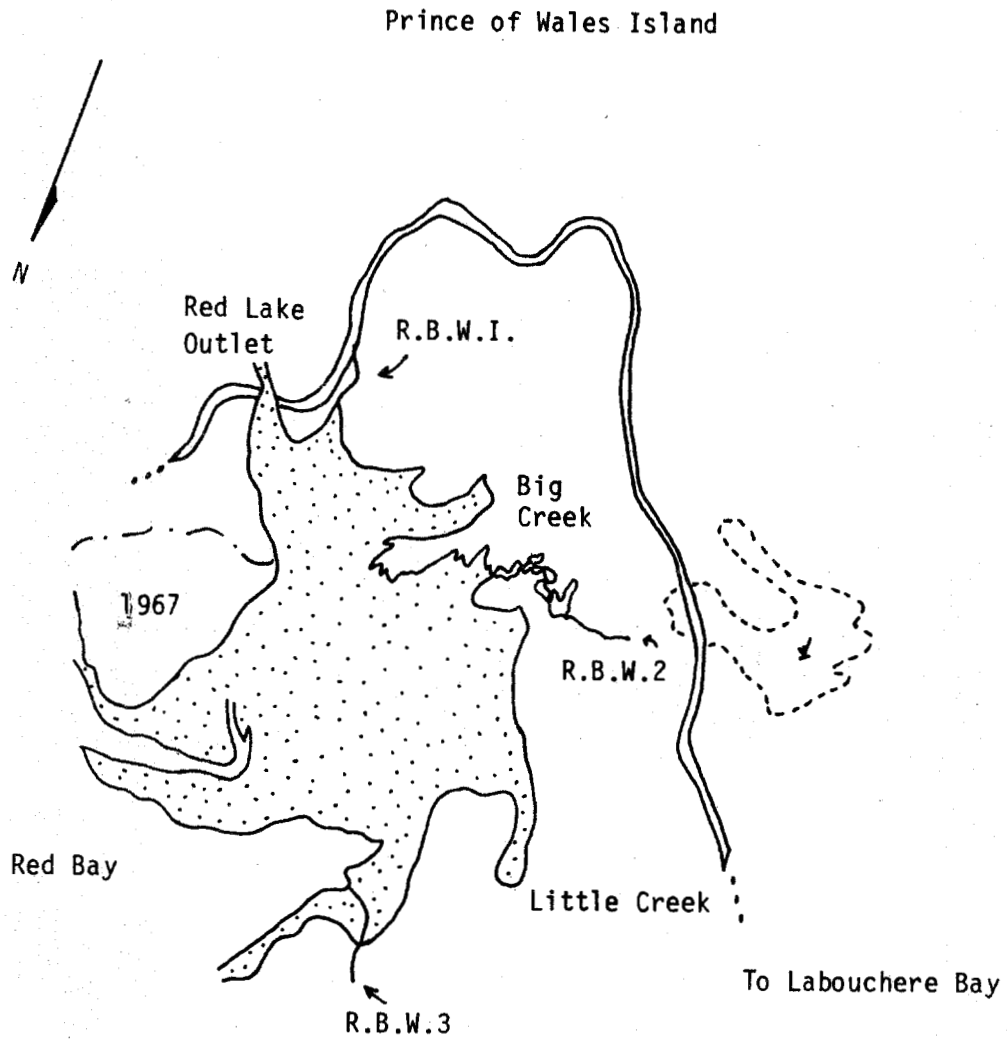 Prince of Wales Island
N
Red Lake
Outlet
R.B.W.I.
Big
Creek
1967
R.B.W.2
Red Bay
Little Creek
To Labouchere Bay
R.B.W.3